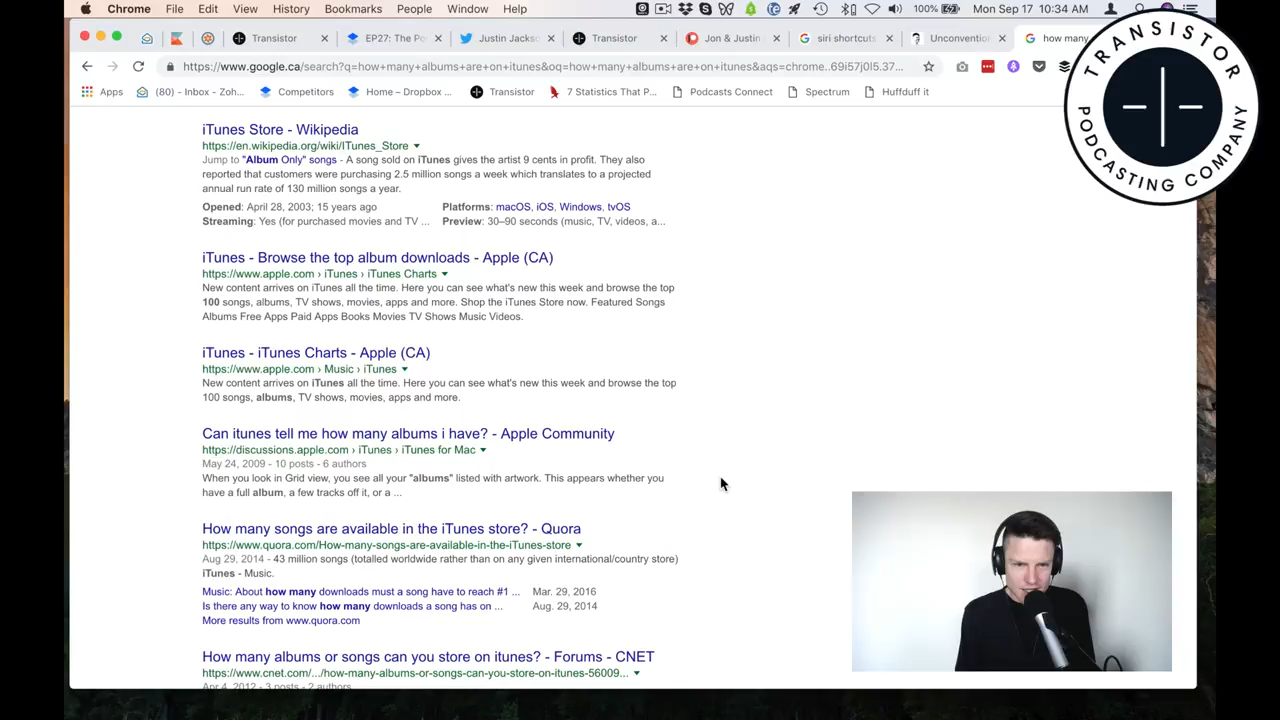 Chrome File Edit View History Bookmarks People Window Help 100% Mon Sep 17 10:34 AM
Transistor EP27: The Po Justin Jackso Transistor Jon & Justin siri shortcuts Unconvention how many
https://www.google.ca/search?q=how+many+albums+are+on+itunes&oq=how+many+albums+are+on+itunes&aqs=chrome..69i57j0l5.37...
Apps (80) - Inbox - Zoh... Competitors Home – Dropbox ... Transistor 7 Statistics That P... Podcasts Connect Spectrum Huffduff it
TRANSISTOR
PODCASTING COMPANY
iTunes Store - Wikipedia
https://en.wikipedia.org/wiki/ITunes_Store
Jump to "Album Only" songs - A song sold on iTunes gives the artist 9 cents in profit. They also
reported that customers were purchasing 2.5 million songs a week which translates to a projected
annual run rate of 130 million songs a year.
Opened: April 28, 2003; 15 years ago Platforms: macOS, iOS, Windows, tvOS
Streaming: Yes (for purchased movies and TV ... Preview: 30–90 seconds (music, TV, videos, a...
iTunes - Browse the top album downloads - Apple (CA)
https://www.apple.com › iTunes › iTunes Charts
New content arrives on iTunes all the time. Here you can see what's new this week and browse the top
100 songs, albums, TV shows, movies, apps and more. Shop the iTunes Store now. Featured Songs
Albums Free Apps Paid Apps Books Movies TV Shows Music Videos.
iTunes - iTunes Charts - Apple (CA)
https://www.apple.com › Music › iTunes
New content arrives on iTunes all the time. Here you can see what's new this week and browse the top
100 songs, albums, TV shows, movies, apps and more.
Can itunes tell me how many albums i have? - Apple Community
https://discussions.apple.com › iTunes › iTunes for Mac
May 24, 2009 - 10 posts - 6 authors
When you look in Grid view, you see all your "albums" listed with artwork. This appears whether you
have a full album, a few tracks off it, or a ...
How many songs are available in the iTunes store? - Quora
https://www.quora.com/How-many-songs-are-available-in-the-iTunes-store
Aug 29, 2014 - 43 million songs (totalled worldwide rather than on any given international/country store)
iTunes - Music.
Music: About how many downloads must a song have to reach #1 ... Mar. 29, 2016
Is there any way to know how many downloads a song has on ... Aug. 29, 2014
More results from www.quora.com
How many albums or songs can you store on itunes? - Forums - CNET
https://www.cnet.com/.../how-many-albums-or-songs-can-you-store-on-itunes-56009...
Apr 4, 2012 - 3 posts - 2 authors